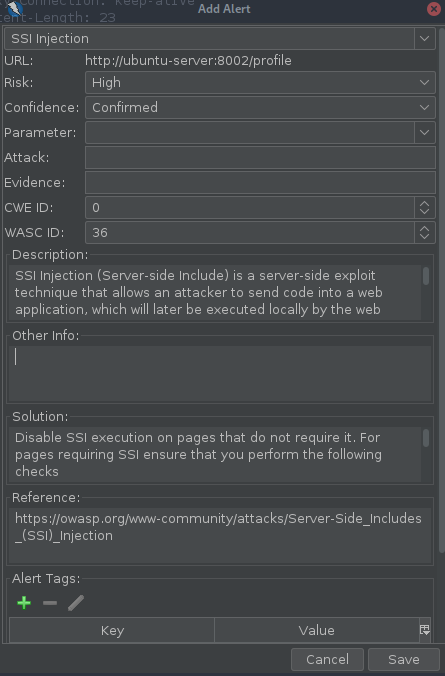 Connection: keep-alive
Add Alert
tent-Length: 23
SSI Injection
URL: http://ubuntu-server:8002/profile
Risk: High
Confidence: Confirmed
Parameter:
Attack:
Evidence:
CWE ID: 0
WASC ID: 36
Description:
SSI Injection (Server-side Include) is a server-side exploit
technique that allows an attacker to send code into a web
application, which will later be executed locally by the web
Other Info:
Solution:
Disable SSI execution on pages that do not require it. For
pages requiring SSI ensure that you perform the following
checks
Reference:
https://owasp.org/www-community/attacks/Server-Side_Includes
_(SSI)_Injection
Alert Tags:
Key Value
Cancel Save